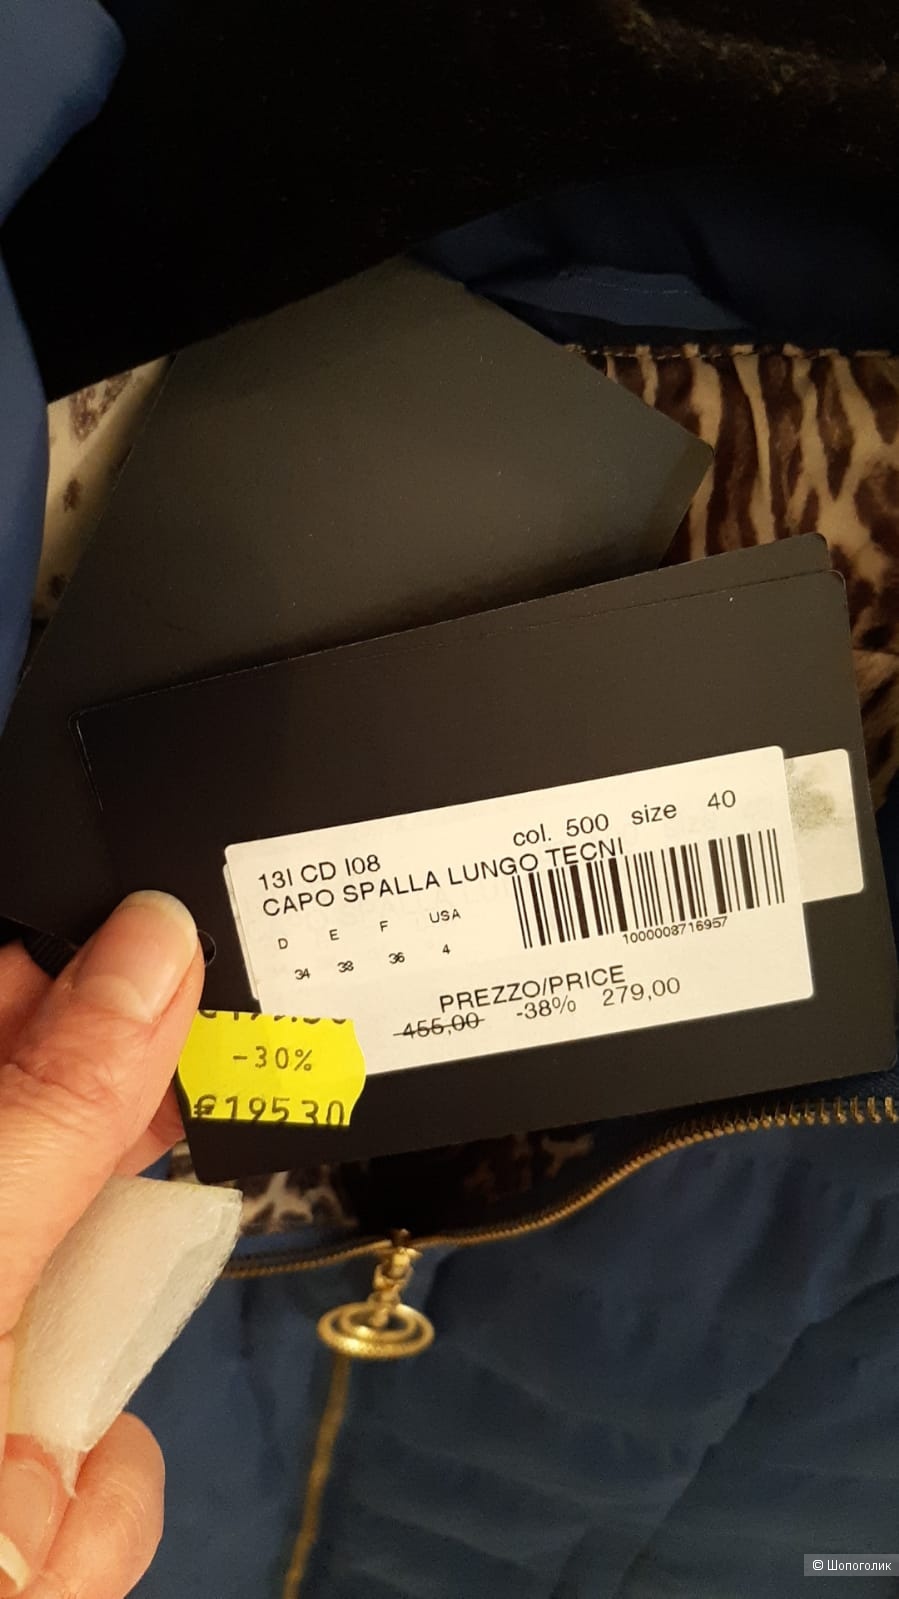 13I CD I08
col. 500 size 40
CAPO SPALLA LUNGO TECNI
D E F USA
34 38 36 4
1000008716957
PREZZO/PRICE
455,00 -38% 279,00
-30%
€195.30
© Шопоголик